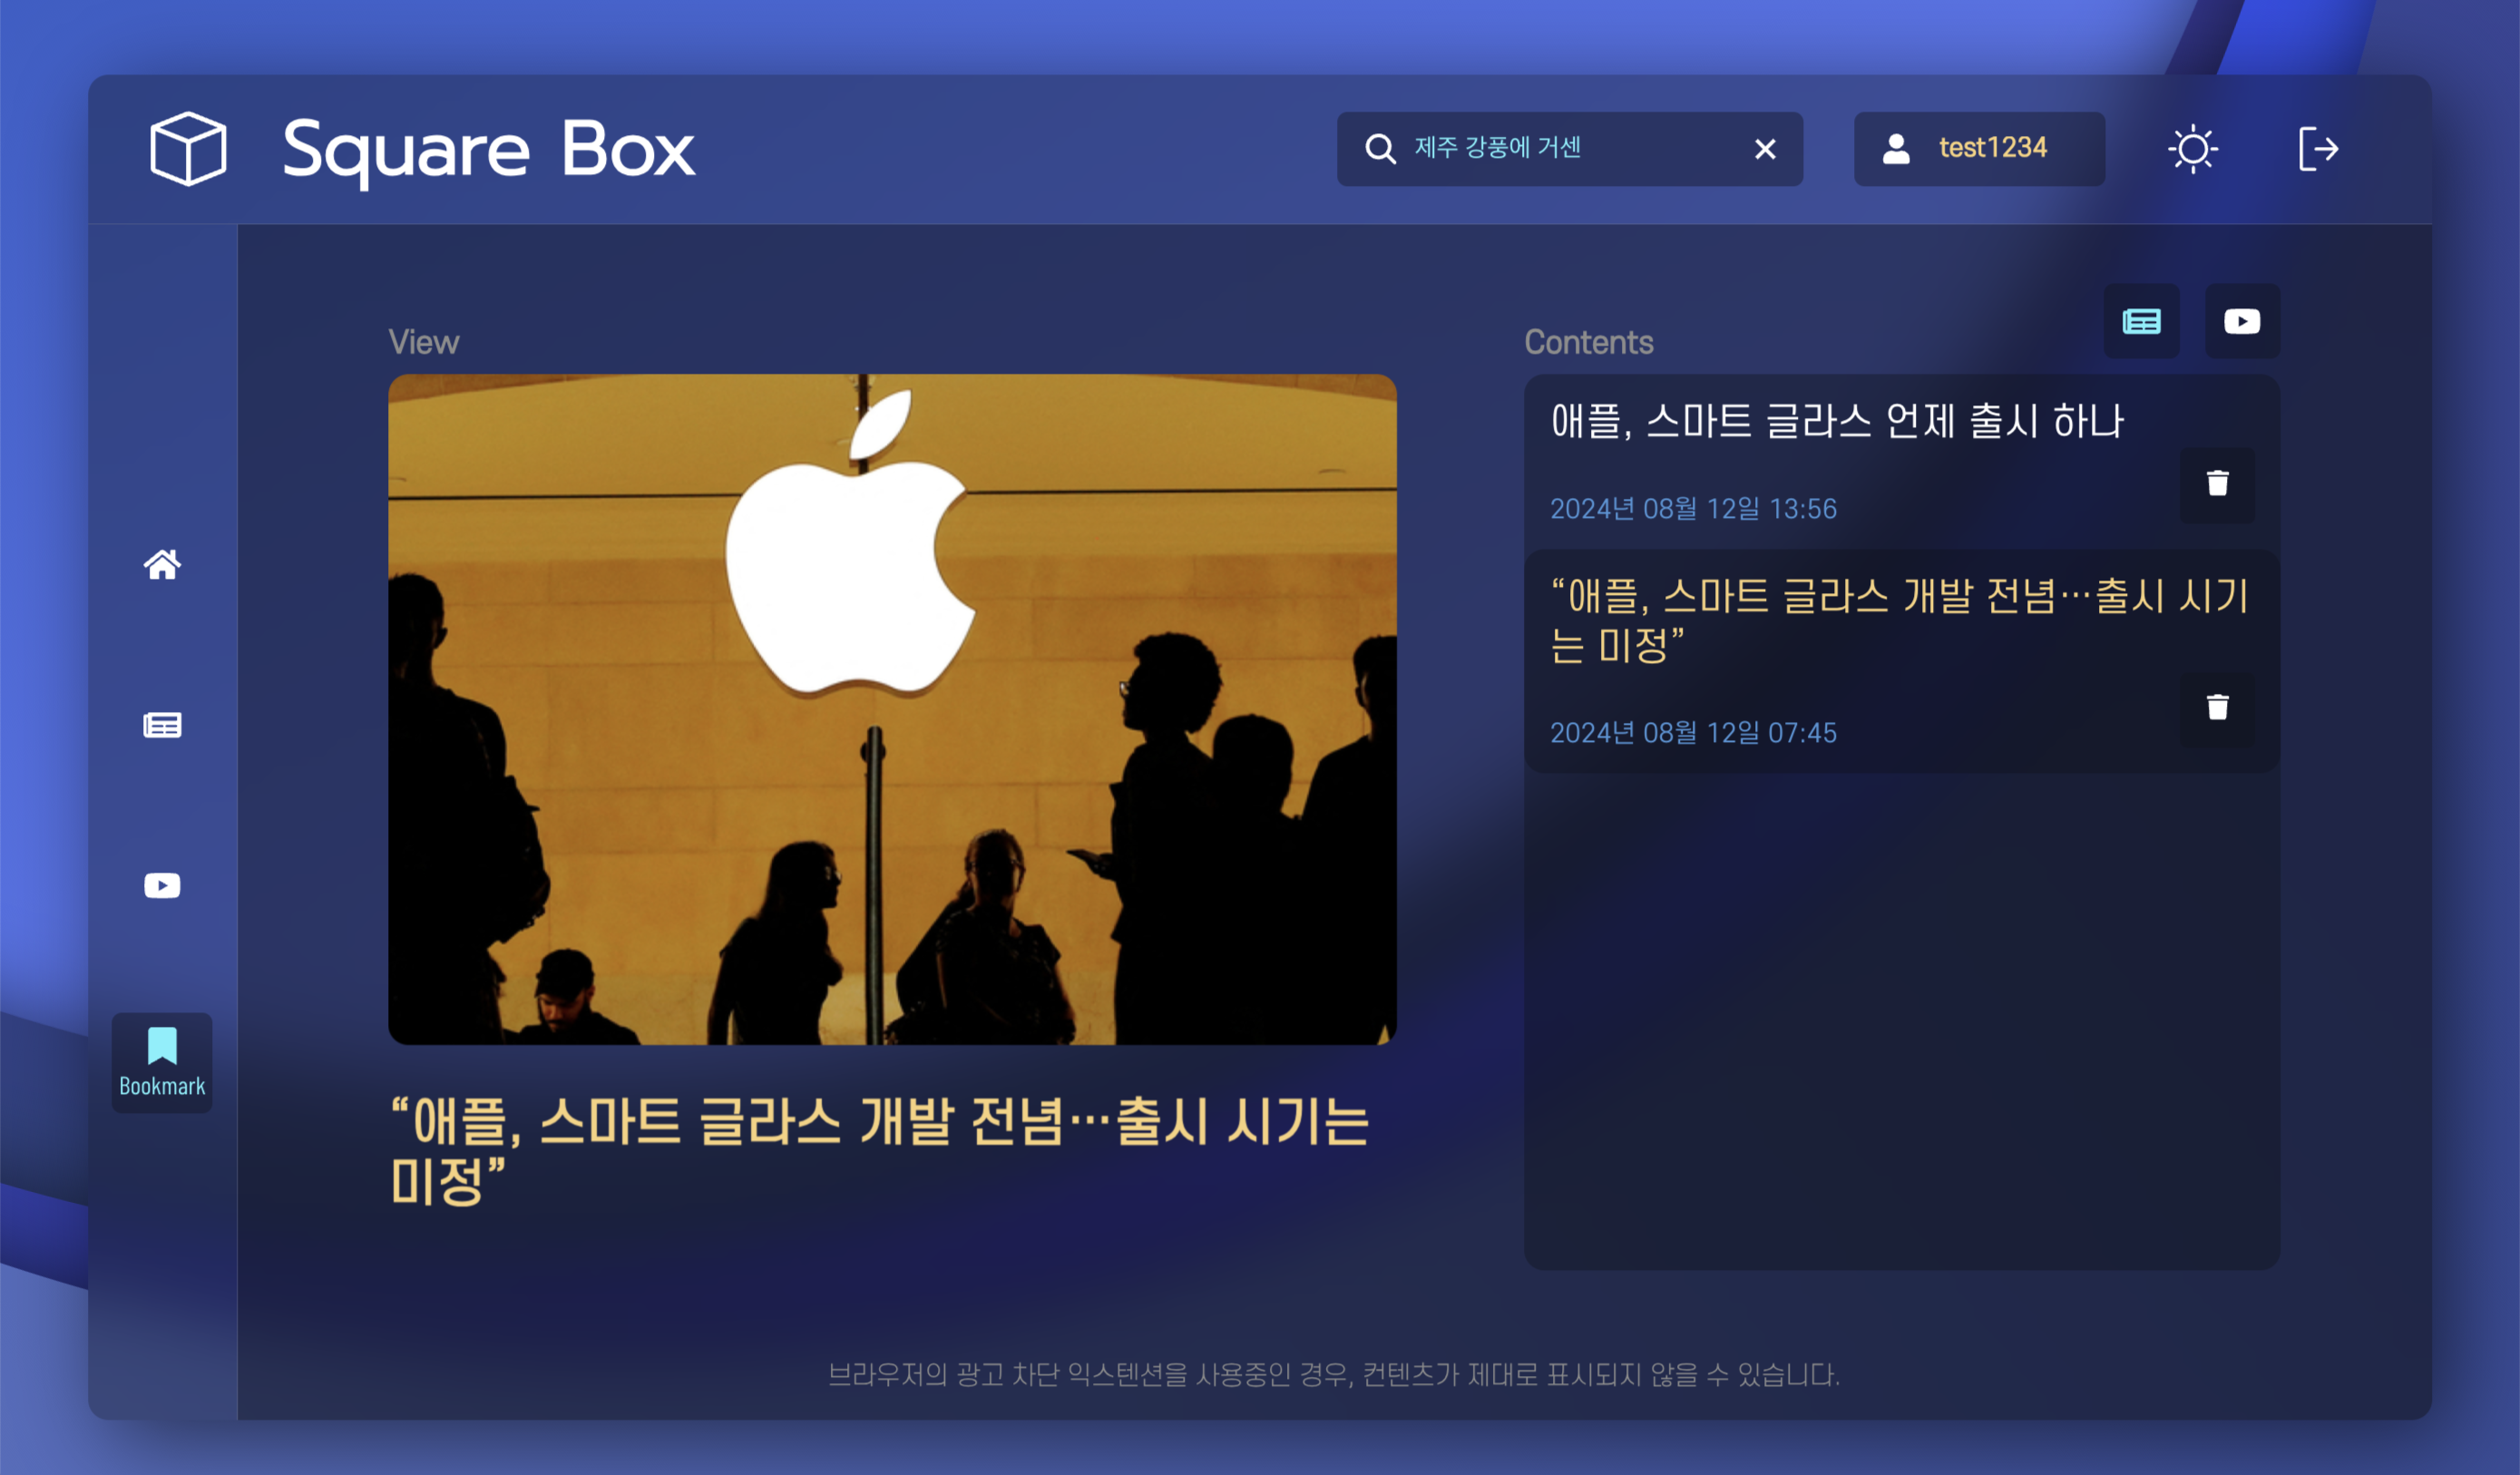 Square Box
제주 강풍에 거센
test1234
View
Contents
애플, 스마트 글라스 언제 출시 하나
2024년 08월 12일 13:56
“애플, 스마트 글라스 개발 전념…출시 시기
는 미정”
2024년 08월 12일 07:45
Bookmark
“애플, 스마트 글라스 개발 전념…출시 시기는
미정”
브라우저의 광고 차단 익스텐션을 사용중인 경우, 컨텐츠가 제대로 표시되지 않을 수 있습니다.